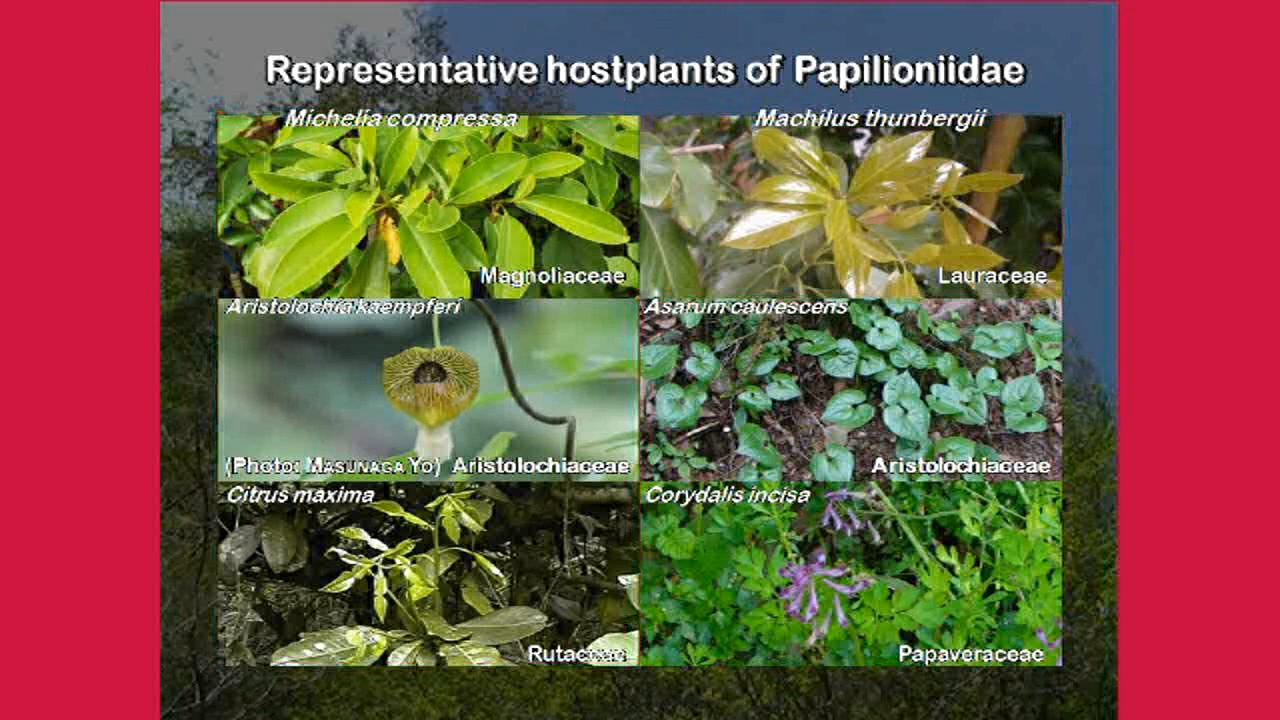 Representative hostplants of Papilioniidae
Michelia compressa
Machilus thunbergii
Magnoliaceae
Lauraceae
Aristolochia kaempferi
Asarum caulescens
(Photo: MASUNAGA Yo) Aristolochiaceae
Aristolochiaceae
Citrus maxima
Corydalis incisa
Rutaceae
Papaveraceae